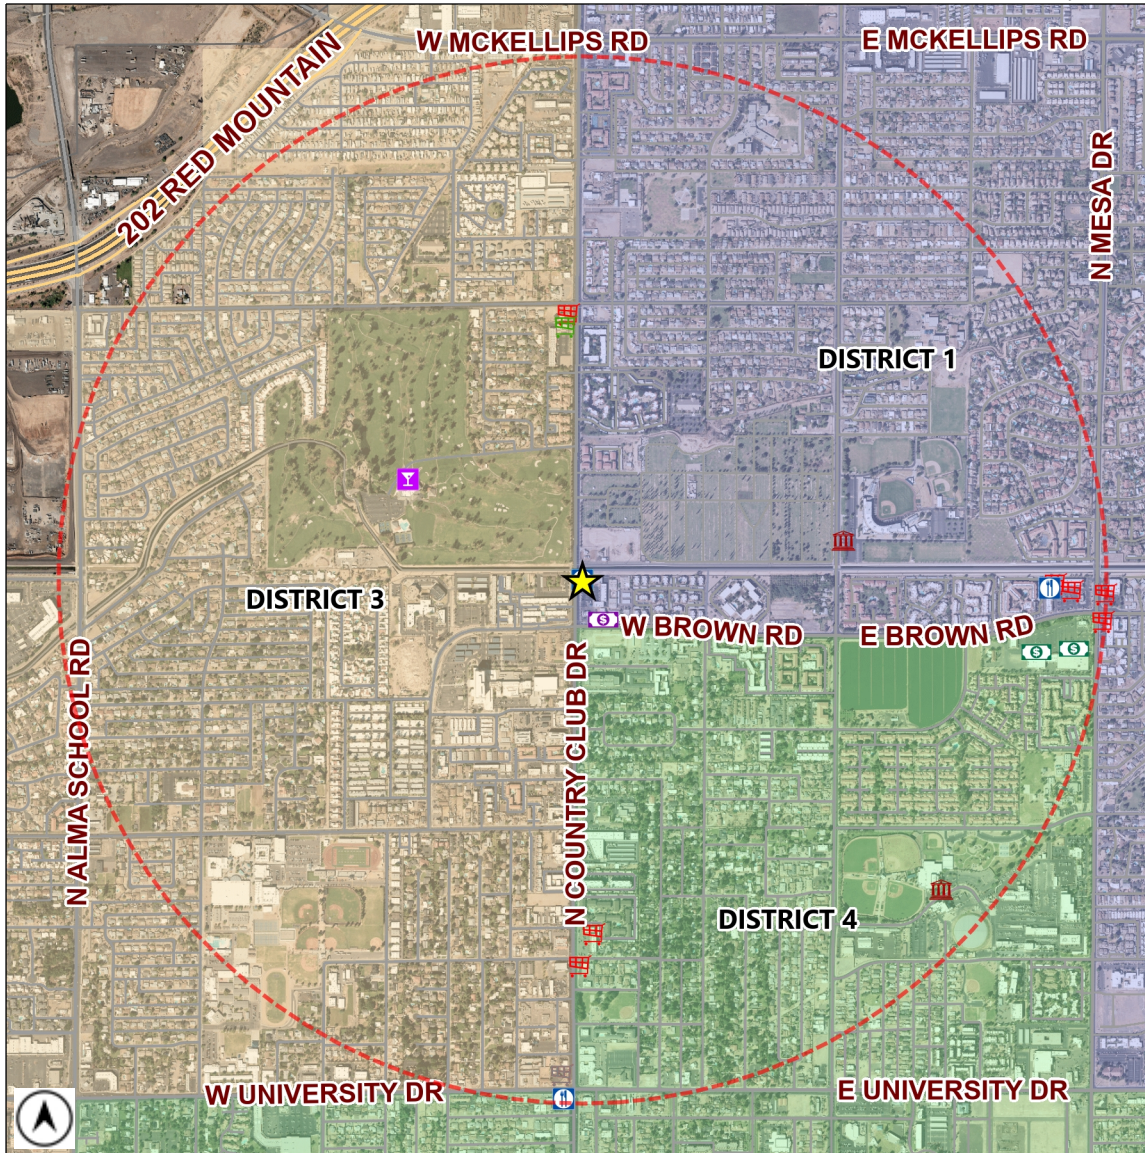 W MCKELLIPS RD
E MCKELLIPS RD
202 RED MOUNTAIN
N MESA DR
DISTRICT 1
DISTRICT 3
W BROWN RD
E BROWN RD
N ALMA SCHOOL RD
N COUNTRY CLUB DR
DISTRICT 4
W UNIVERSITY DR
E UNIVERSITY DR